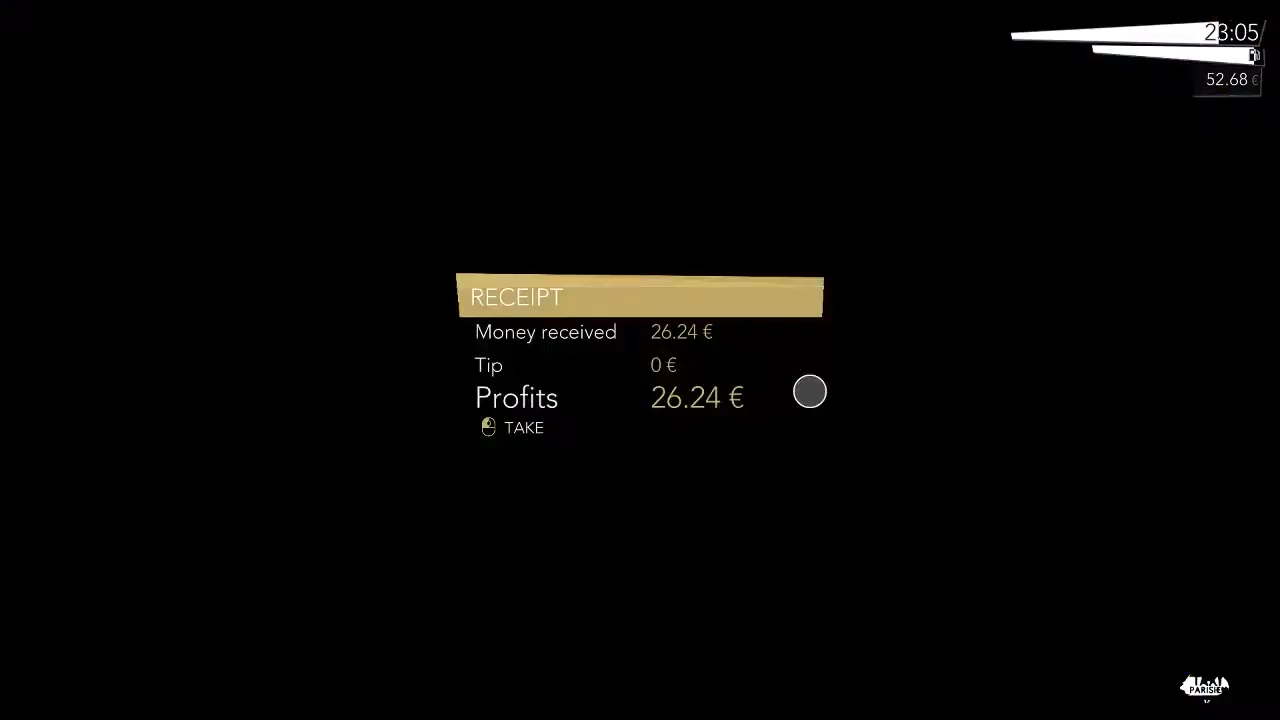 23:05
52.68 €
RECEIPT
Money received 26.24 €
Tip 0 €
Profits 26.24 €
TAKE
PARISIE